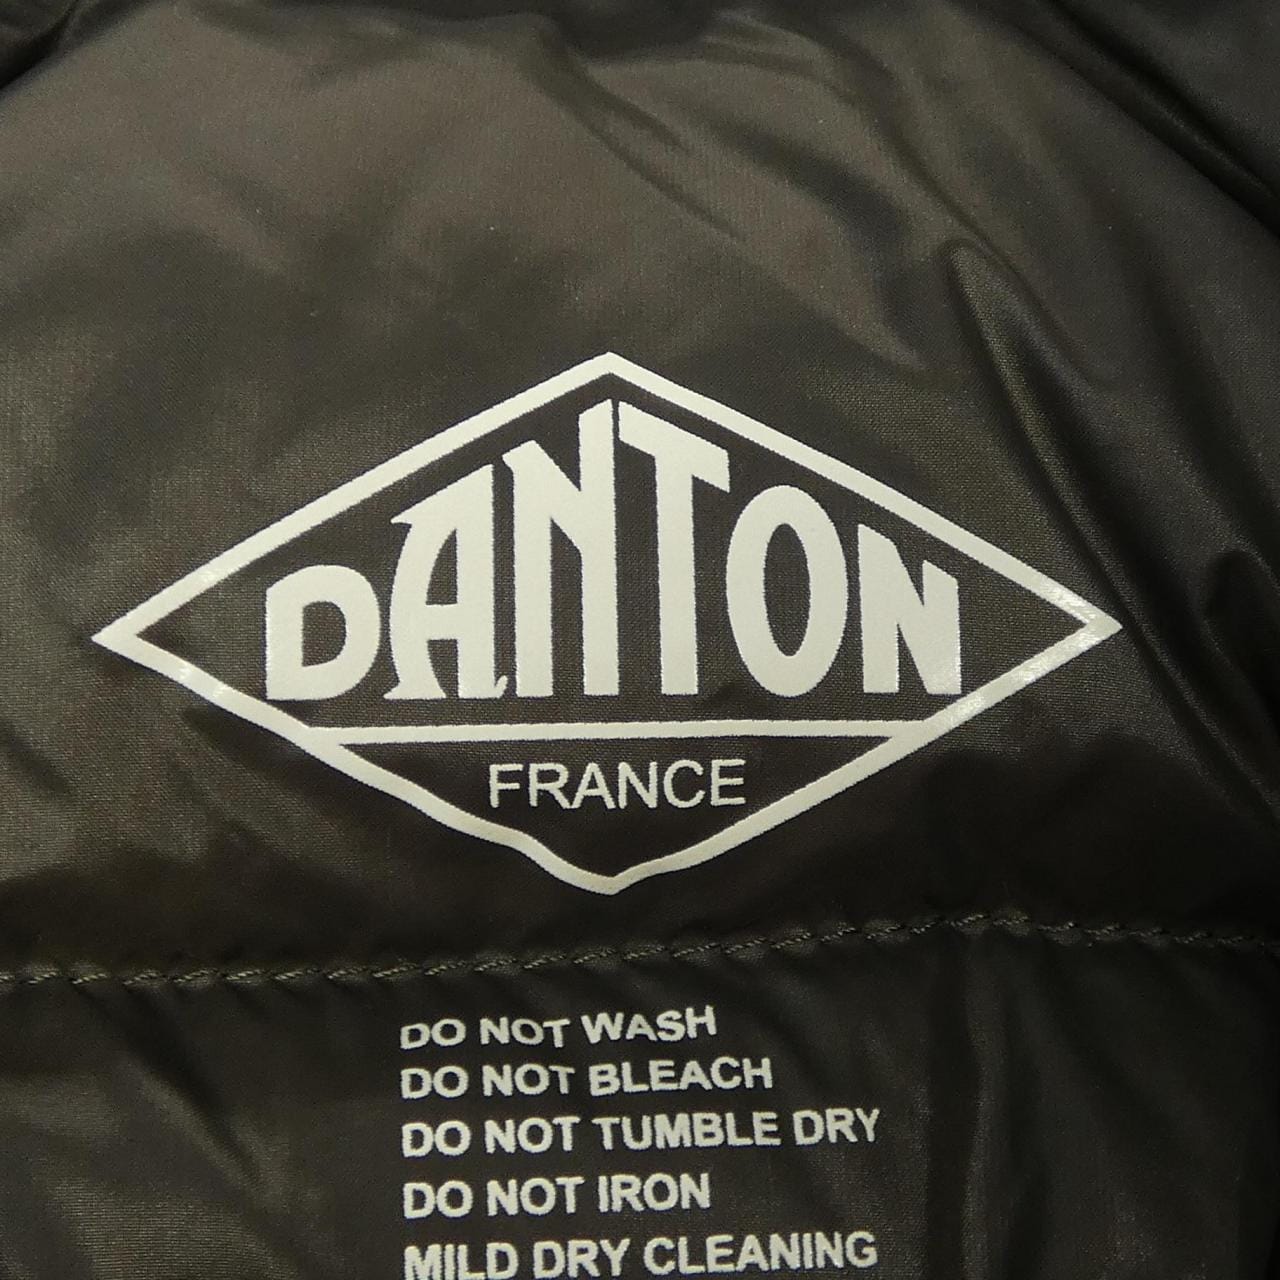 DANTON
FRANCE
DO NOT WASH
DO NOT BLEACH
DO NOT TUMBLE DRY
DO NOT IRON
MILD DRY CLEANING